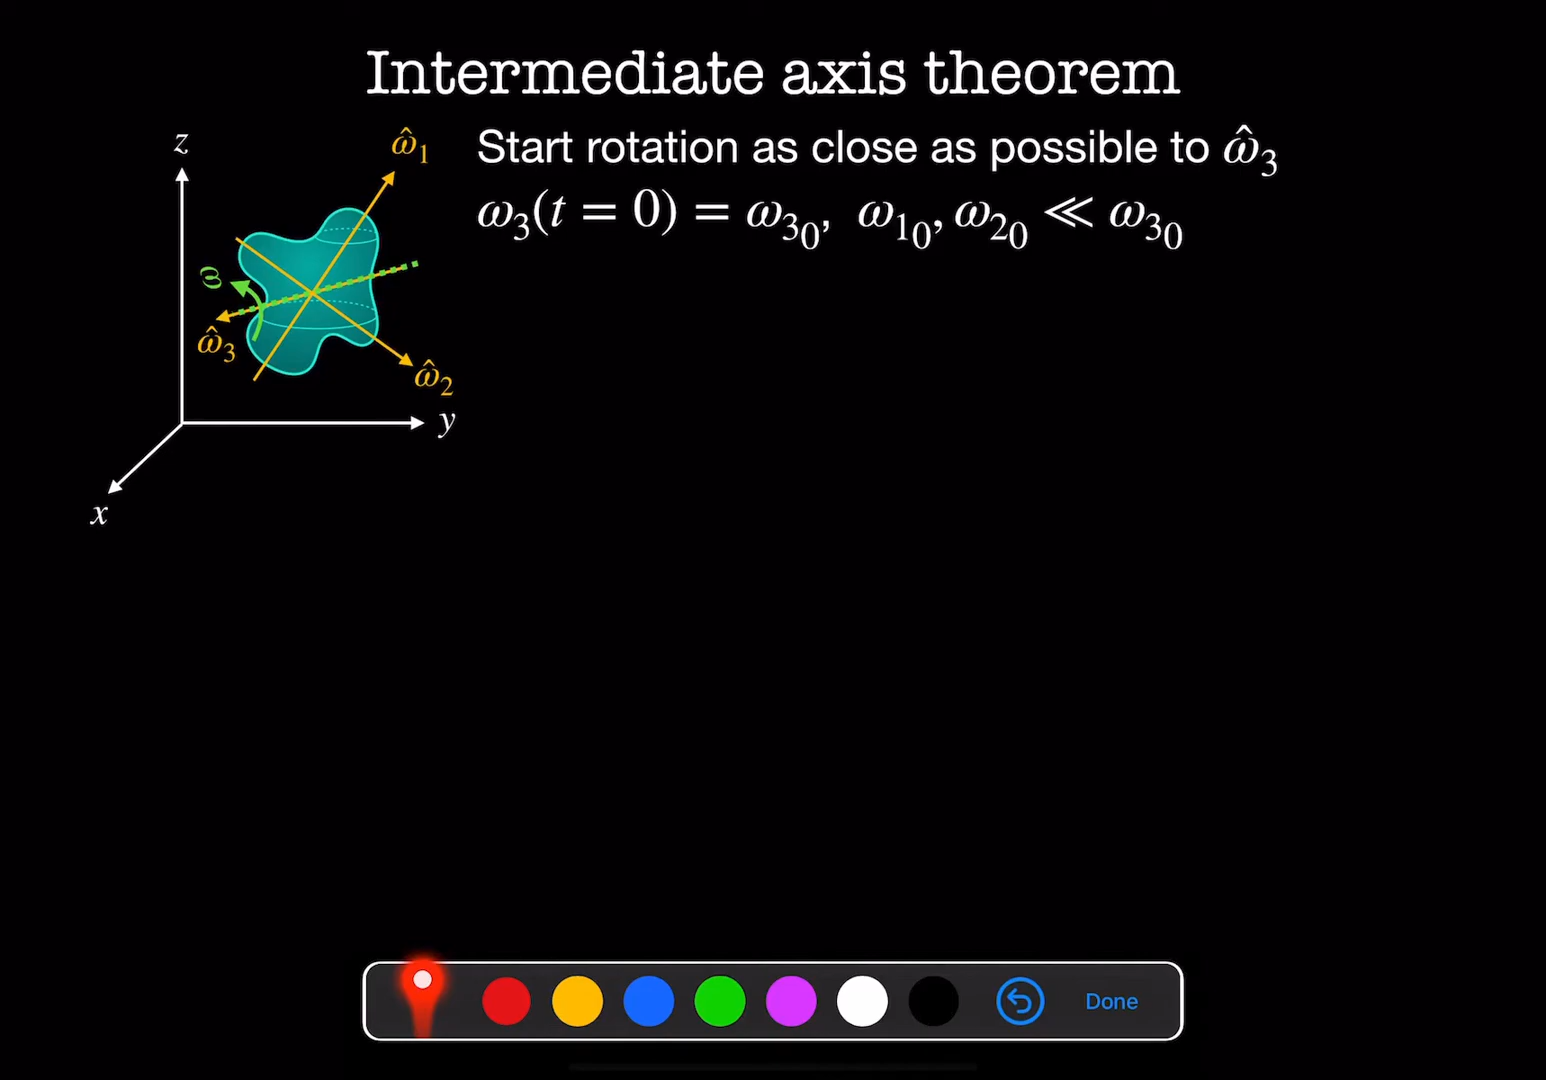 Intermediate axis theorem
Start rotation as close as possible to ω̂₃
ω₃(t = 0) = ω₃₀, ω₁₀, ω₂₀ ≪ ω₃₀
z
ω̂₁
ω
ω̂₃
ω̂₂
y
x
Done